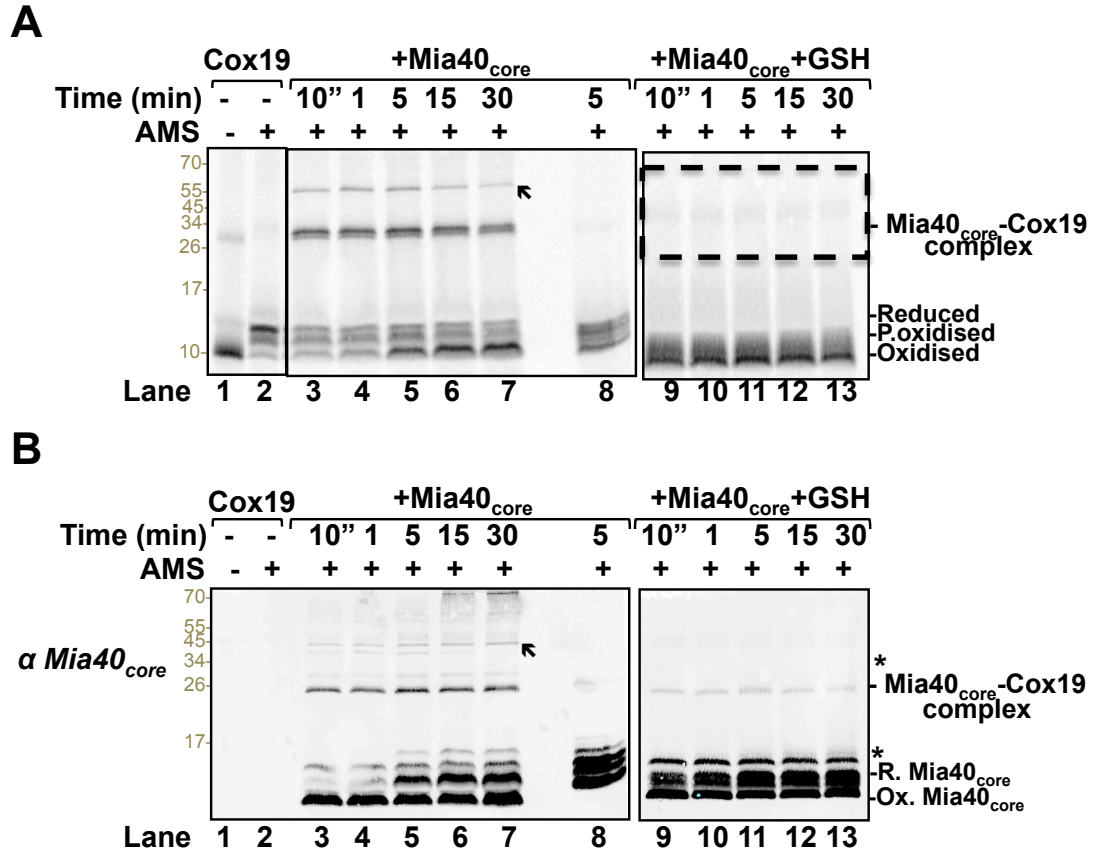 A
Cox19 +Mia40core +Mia40core+GSH
Time (min) - - 10” 1 5 15 30 5 10” 1 5 15 30
AMS - + + + + + + + + + + + +
70
55
45
34
26
17
10
Mia40core-Cox19
complex
Reduced
P.oxidised
Oxidised
Lane 1 2 3 4 5 6 7 8 9 10 11 12 13
B
Cox19 +Mia40core +Mia40core+GSH
Time (min) - - 10” 1 5 15 30 5 10” 1 5 15 30
AMS - + + + + + + + + + + + +
α Mia40core
70
55
45
34
26
17
*
Mia40core-Cox19
complex
*
R. Mia40core
Ox. Mia40core
Lane 1 2 3 4 5 6 7 8 9 10 11 12 13